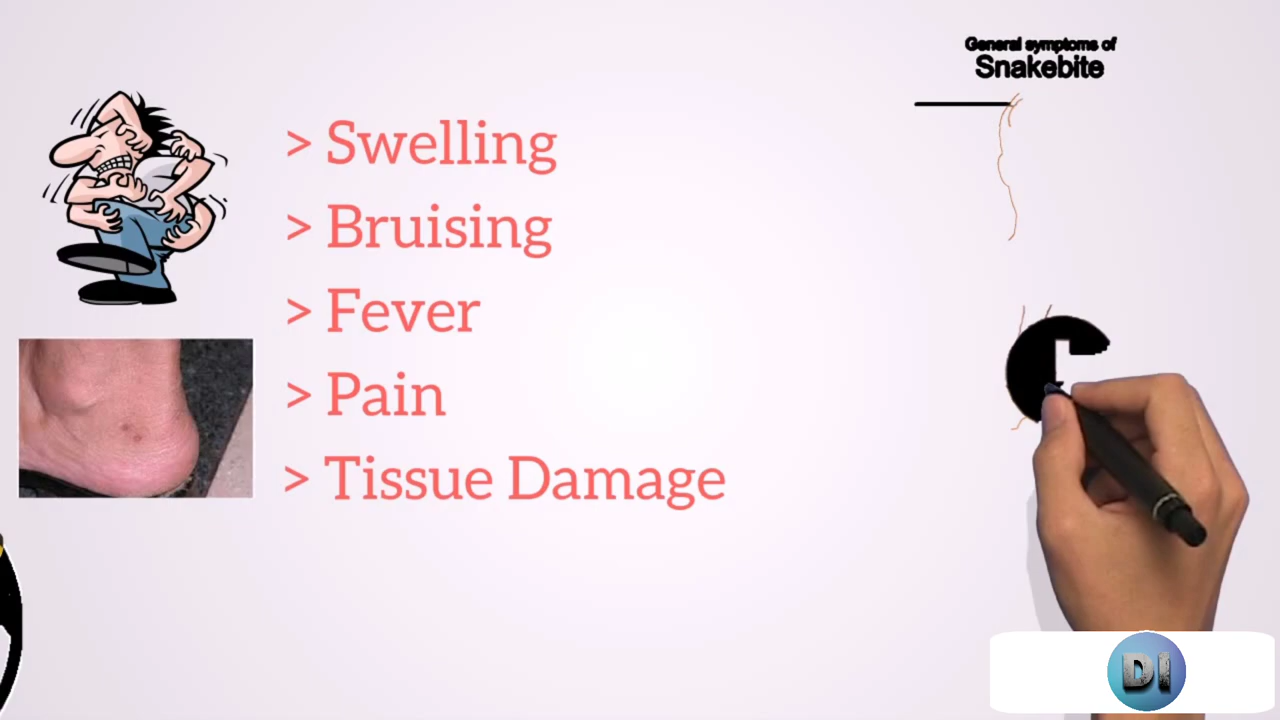 General symptoms of
Snakebite
> Swelling
> Bruising
> Fever
> Pain
> Tissue Damage
DI